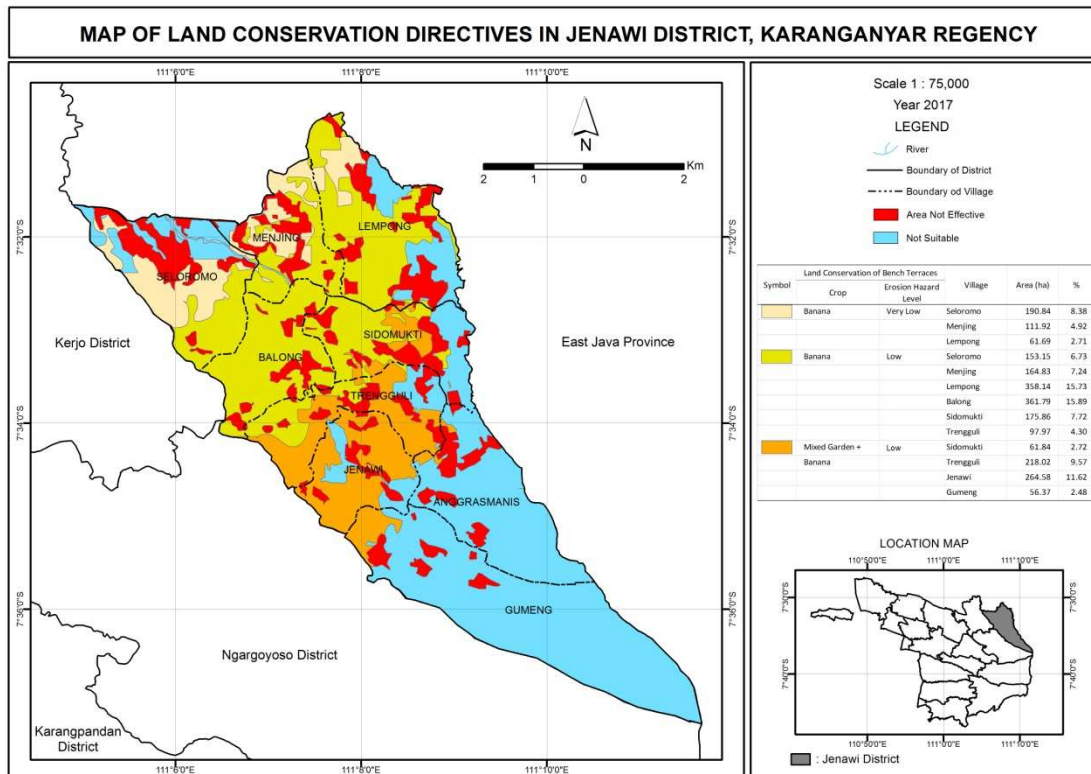 MAP OF LAND CONSERVATION DIRECTIVES IN JENAWI DISTRICT, KARANGANYAR REGENCY
111°6'0"E 111°8'0"E 111°10'0"E
N
Km
2 1 0 2
7°32'0"S 7°32'0"S
7°34'0"S 7°34'0"S
7°36'0"S 7°36'0"S
LEMPONG
MENJING
SELOROMO
SIDOMUKTI
BALONG
TRENGGULI
JENAWI
ANGGRASMANIS
GUMENG
Kerjo District
East Java Province
Ngargoyoso District
Karangpandan
District
111°6'0"E 111°8'0"E 111°10'0"E
Scale 1 : 75,000
Year 2017
LEGEND
River
Boundary of District
Boundary od Village
Area Not Effective
Not Suitable
Land Conservation of Bench Terraces
Symbol Crop Erosion Hazard Level Village Area (ha) %
Banana Very Low Seloromo 190.84 8.38
Menjing 111.92 4.92
Lempong 61.69 2.71
Banana Low Seloromo 153.15 6.73
Menjing 164.83 7.24
Lempong 358.14 15.73
Balong 361.79 15.89
Sidomukti 175.86 7.72
Trengguli 97.97 4.30
Mixed Garden + Low Sidomukti 61.84 2.72
Banana Trengguli 218.02 9.57
Jenawi 264.58 11.62
Gumeng 56.37 2.48
LOCATION MAP
110°50'0"E 111°0'0"E 111°10'0"E
7°30'0"S 7°30'0"S
7°40'0"S 7°40'0"S
110°50'0"E 111°0'0"E 111°10'0"E
: Jenawi District